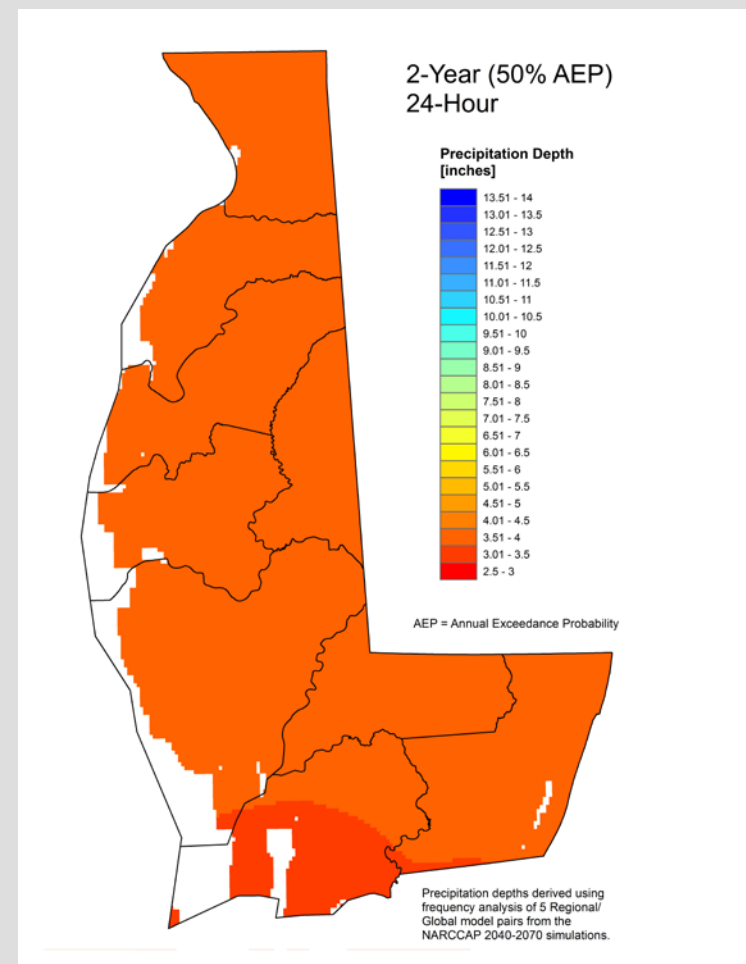 2-Year (50% AEP)
24-Hour
Precipitation Depth
[inches]
13.51 - 14
13.01 - 13.5
12.51 - 13
12.01 - 12.5
11.51 - 12
11.01 - 11.5
10.51 - 11
10.01 - 10.5
9.51 - 10
9.01 - 9.5
8.51 - 9
8.01 - 8.5
7.51 - 8
7.01 - 7.5
6.51 - 7
6.01 - 6.5
5.51 - 6
5.01 - 5.5
4.51 - 5
4.01 - 4.5
3.51 - 4
3.01 - 3.5
2.5 - 3
AEP = Annual Exceedance Probability
Precipitation depths derived using
frequency analysis of 5 Regional/
Global model pairs from the
NARCCAP 2040-2070 simulations.